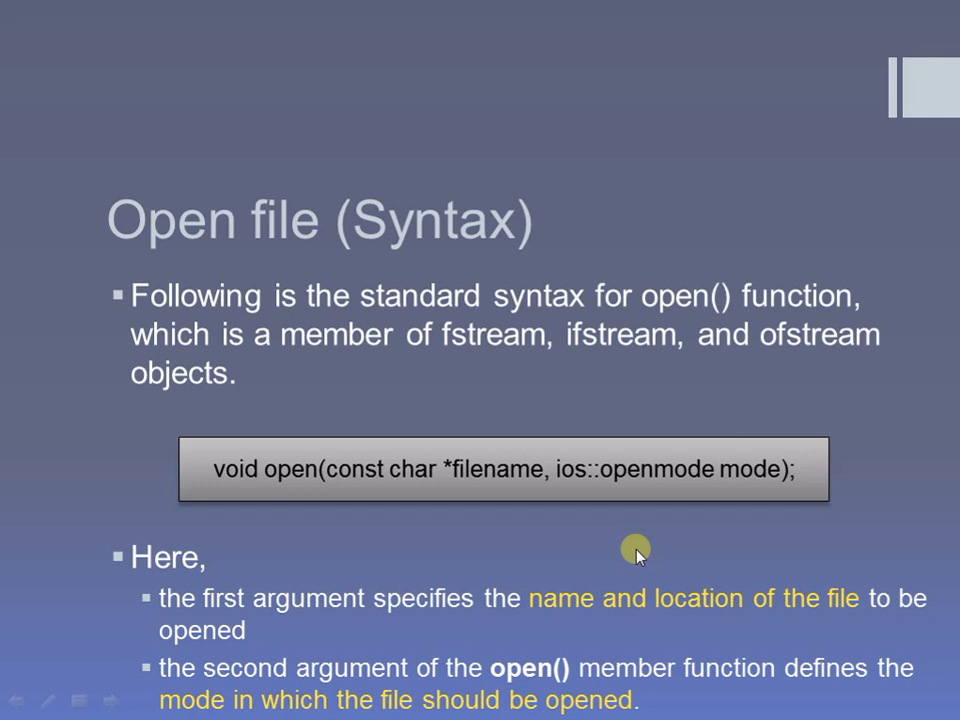 Open file (Syntax)
▪ Following is the standard syntax for open() function,
which is a member of fstream, ifstream, and ofstream
objects.
void open(const char *filename, ios::openmode mode);
▪ Here,
▪ the first argument specifies the name and location of the file to be
opened
▪ the second argument of the open() member function defines the
mode in which the file should be opened.